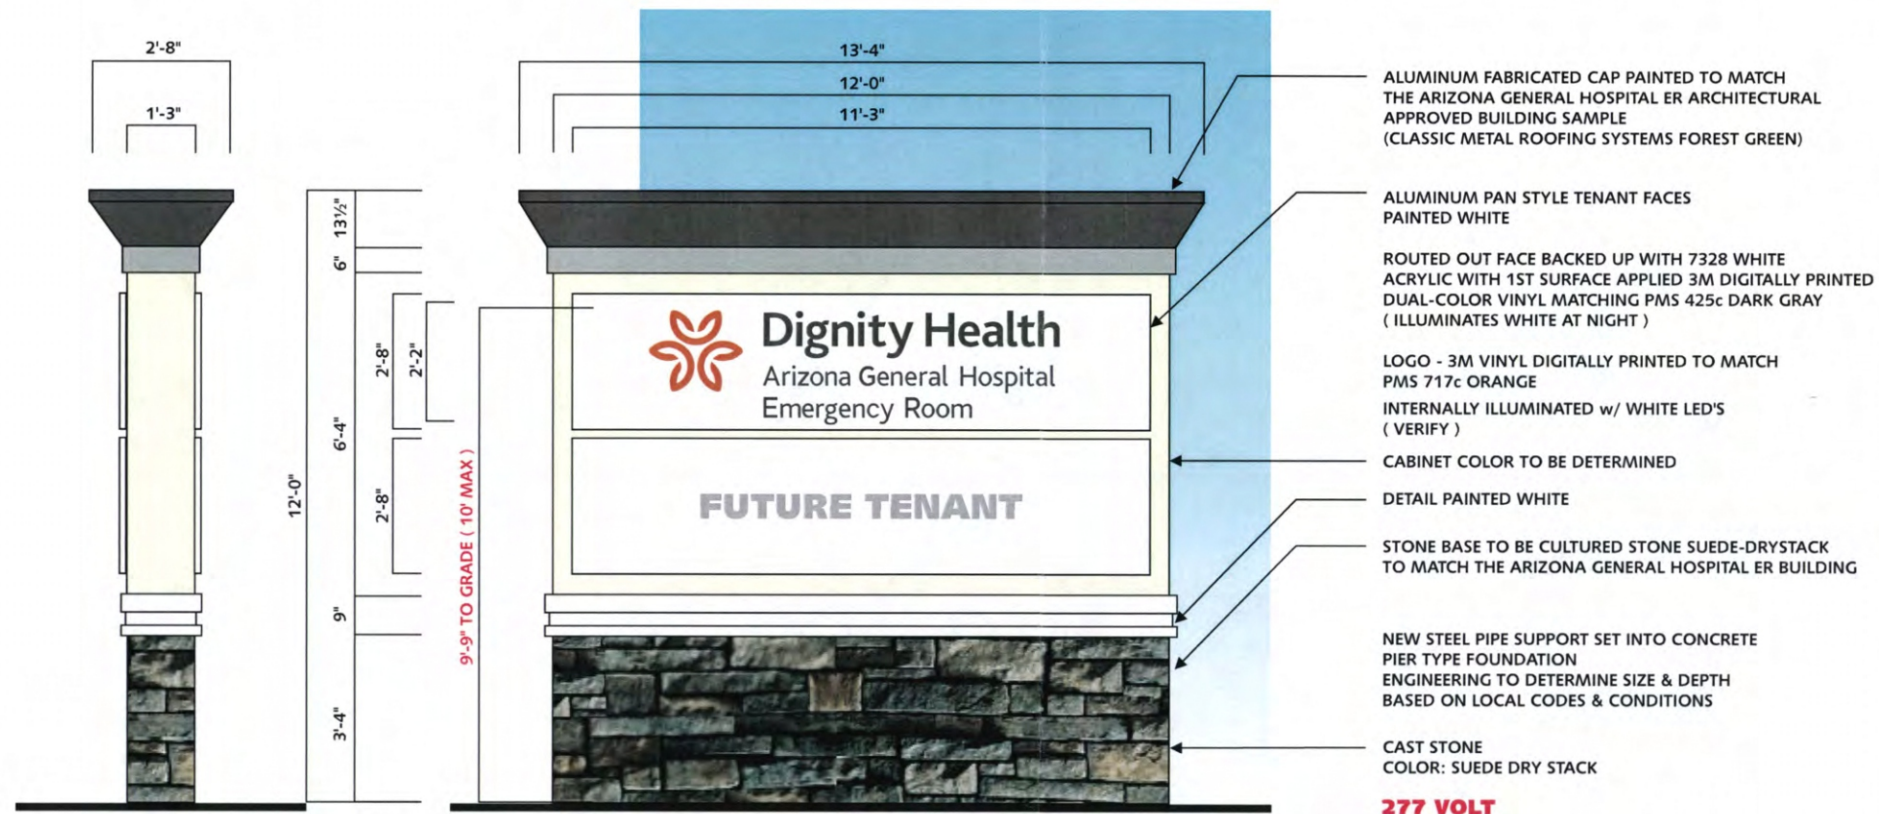 2'-8"
1'-3"
13'-4"
12'-0"
11'-3"
12'-0"
13½"
6"
6'-4"
9"
3'-4"
2'-8"
2'-2"
2'-8"
9'-9" TO GRADE ( 10' MAX )
Dignity Health
Arizona General Hospital
Emergency Room
FUTURE TENANT
ALUMINUM FABRICATED CAP PAINTED TO MATCH
THE ARIZONA GENERAL HOSPITAL ER ARCHITECTURAL
APPROVED BUILDING SAMPLE
(CLASSIC METAL ROOFING SYSTEMS FOREST GREEN)
ALUMINUM PAN STYLE TENANT FACES
PAINTED WHITE
ROUTED OUT FACE BACKED UP WITH 7328 WHITE
ACRYLIC WITH 1ST SURFACE APPLIED 3M DIGITALLY PRINTED
DUAL-COLOR VINYL MATCHING PMS 425c DARK GRAY
( ILLUMINATES WHITE AT NIGHT )
LOGO - 3M VINYL DIGITALLY PRINTED TO MATCH
PMS 717c ORANGE
INTERNALLY ILLUMINATED w/ WHITE LED'S
( VERIFY )
CABINET COLOR TO BE DETERMINED
DETAIL PAINTED WHITE
STONE BASE TO BE CULTURED STONE SUEDE-DRYSTACK
TO MATCH THE ARIZONA GENERAL HOSPITAL ER BUILDING
NEW STEEL PIPE SUPPORT SET INTO CONCRETE
PIER TYPE FOUNDATION
ENGINEERING TO DETERMINE SIZE & DEPTH
BASED ON LOCAL CODES & CONDITIONS
CAST STONE
COLOR: SUEDE DRY STACK
277 VOLT